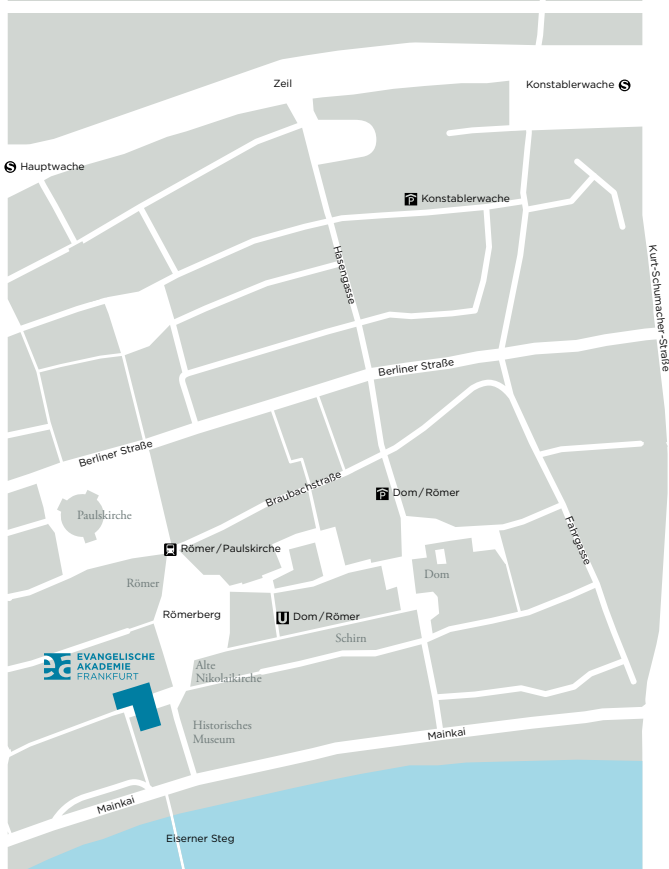 Zeil
Konstablerwache S
S Hauptwache
P Konstablerwache
Hasengasse
Kurt-Schumacher-Straße
Berliner Straße
Berliner Straße
Braubachstraße
P Dom/Römer
Paulskirche
Fahrgasse
Römer/Paulskirche
Dom
Römer
Römerberg
U Dom/Römer
Schirn
EVANGELISCHE
AKADEMIE
FRANKFURT
Alte
Nikolaikirche
Historisches
Museum
Mainkai
Mainkai
Eiserner Steg